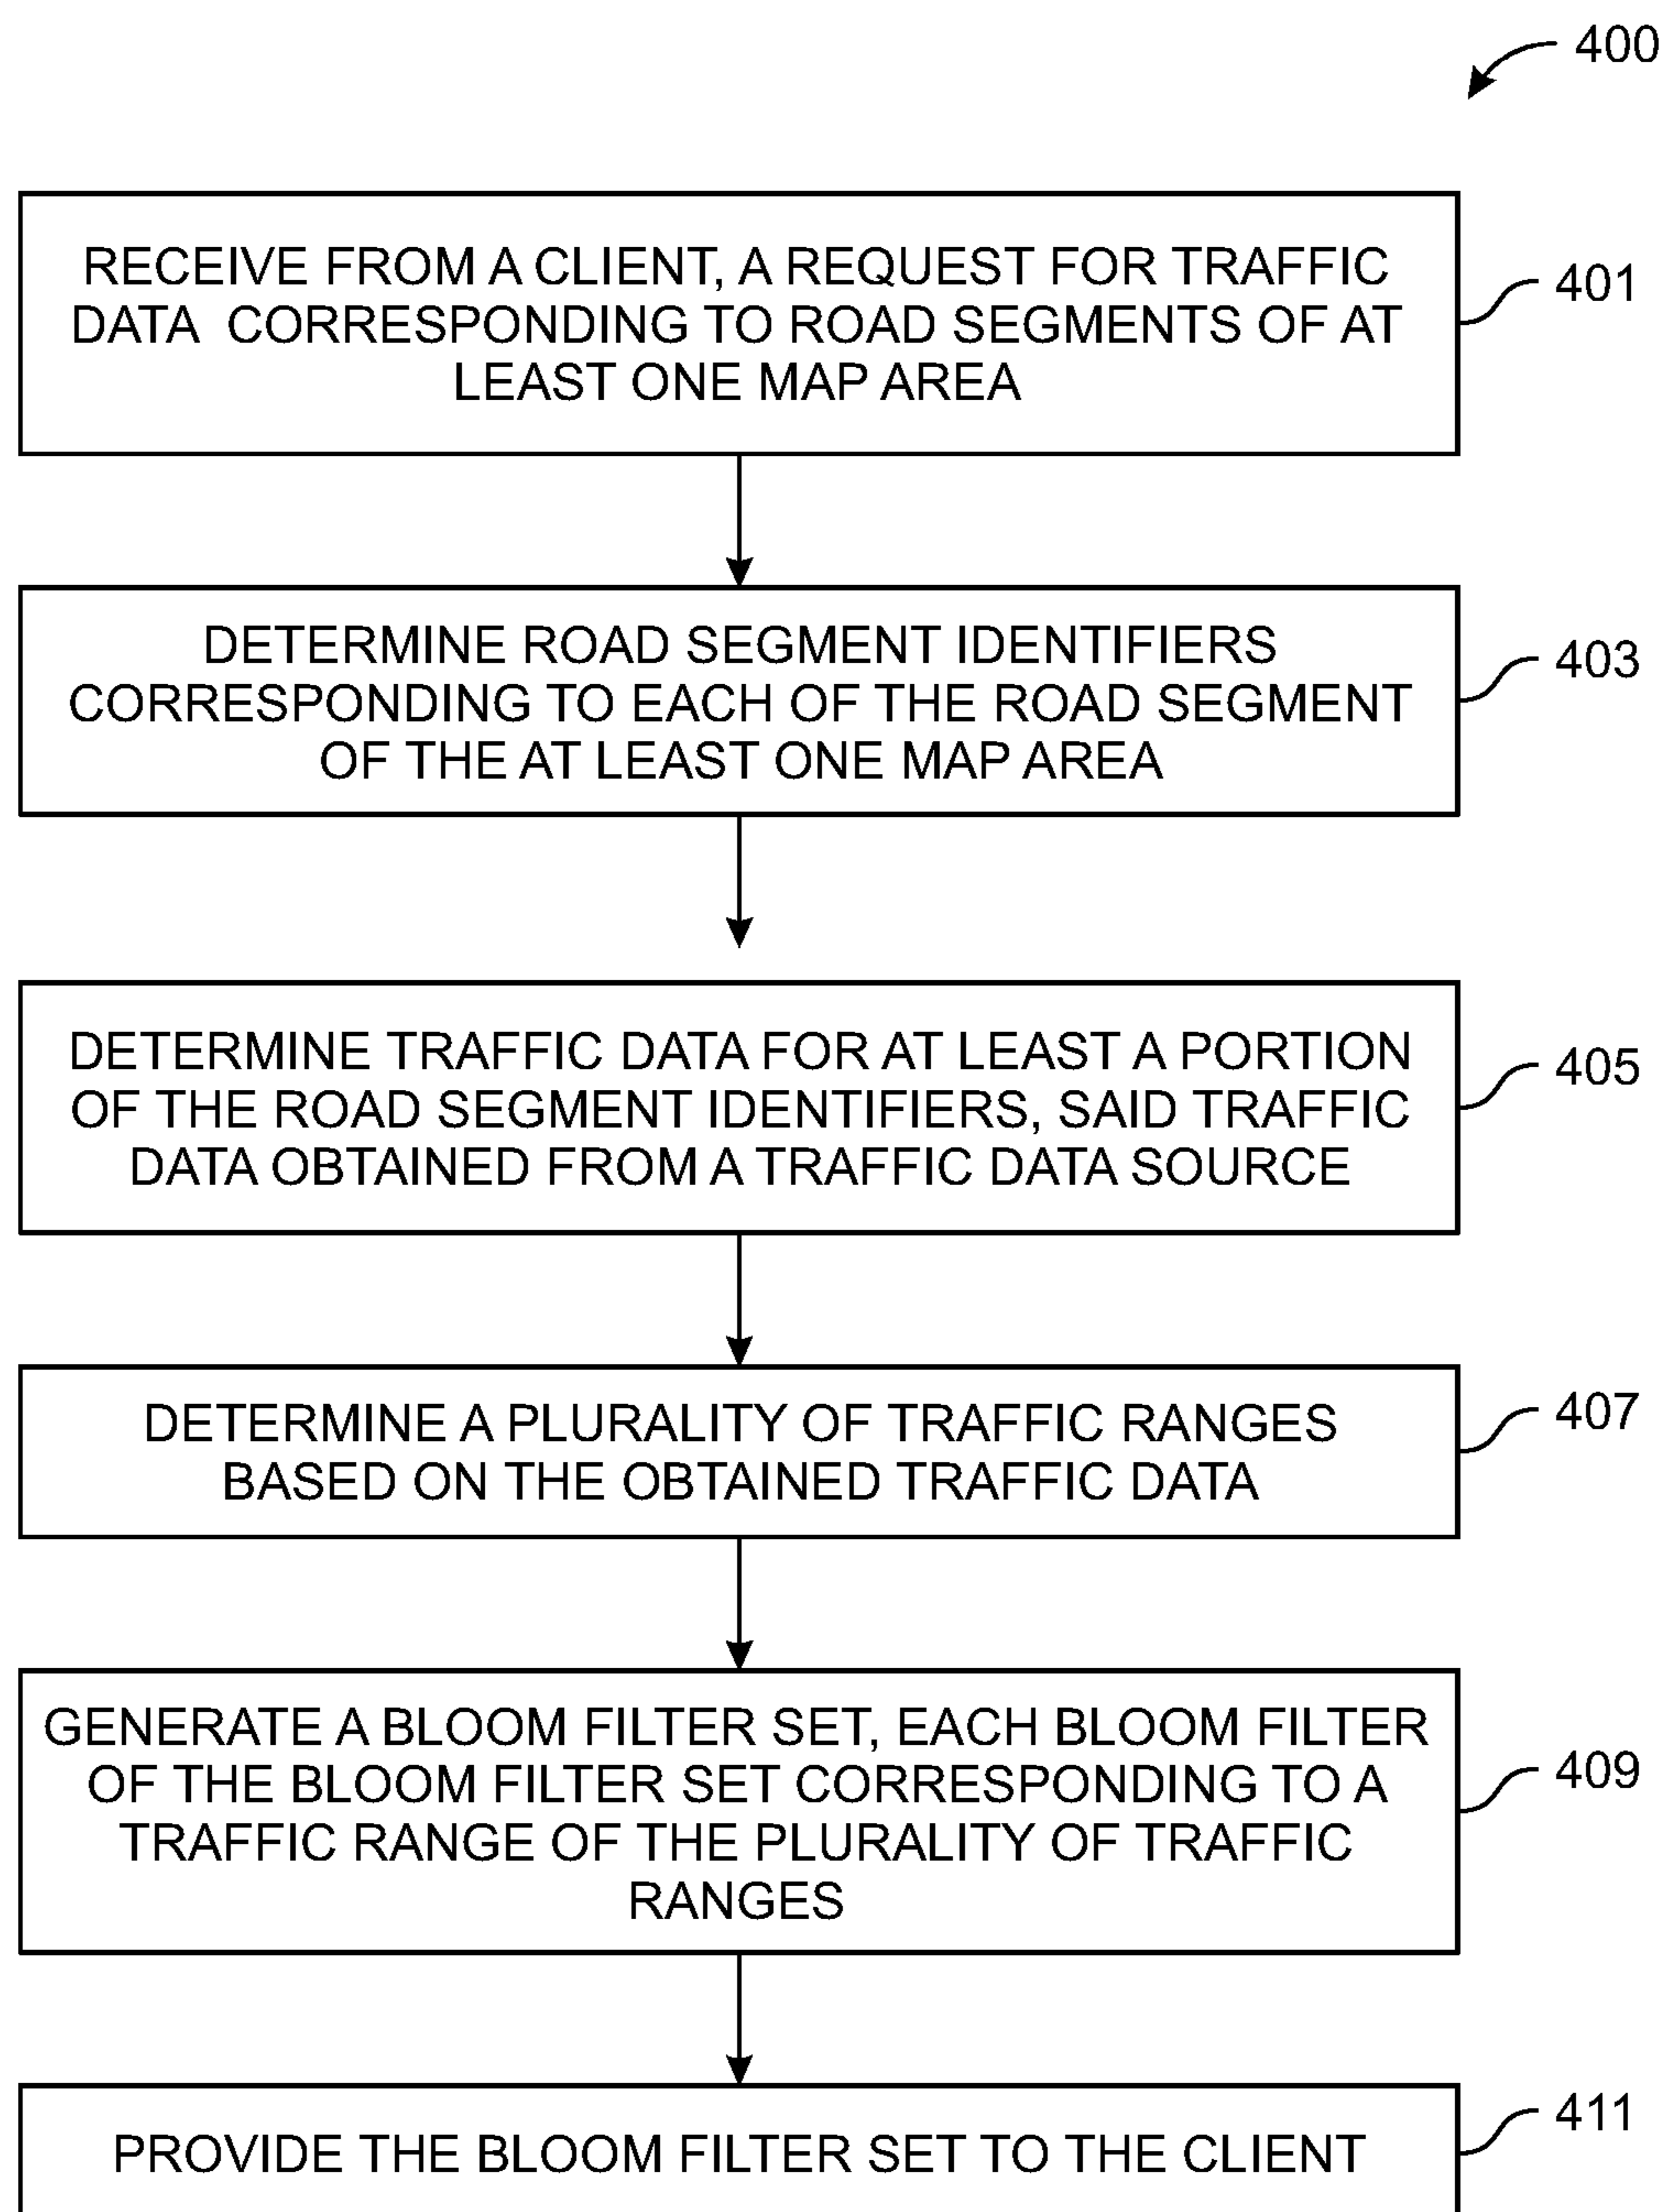 400
RECEIVE FROM A CLIENT, A REQUEST FOR TRAFFIC
DATA CORRESPONDING TO ROAD SEGMENTS OF AT
LEAST ONE MAP AREA
401
DETERMINE ROAD SEGMENT IDENTIFIERS
CORRESPONDING TO EACH OF THE ROAD SEGMENT
OF THE AT LEAST ONE MAP AREA
403
DETERMINE TRAFFIC DATA FOR AT LEAST A PORTION
OF THE ROAD SEGMENT IDENTIFIERS, SAID TRAFFIC
DATA OBTAINED FROM A TRAFFIC DATA SOURCE
405
DETERMINE A PLURALITY OF TRAFFIC RANGES
BASED ON THE OBTAINED TRAFFIC DATA
407
GENERATE A BLOOM FILTER SET, EACH BLOOM FILTER
OF THE BLOOM FILTER SET CORRESPONDING TO A
TRAFFIC RANGE OF THE PLURALITY OF TRAFFIC
RANGES
409
PROVIDE THE BLOOM FILTER SET TO THE CLIENT
411